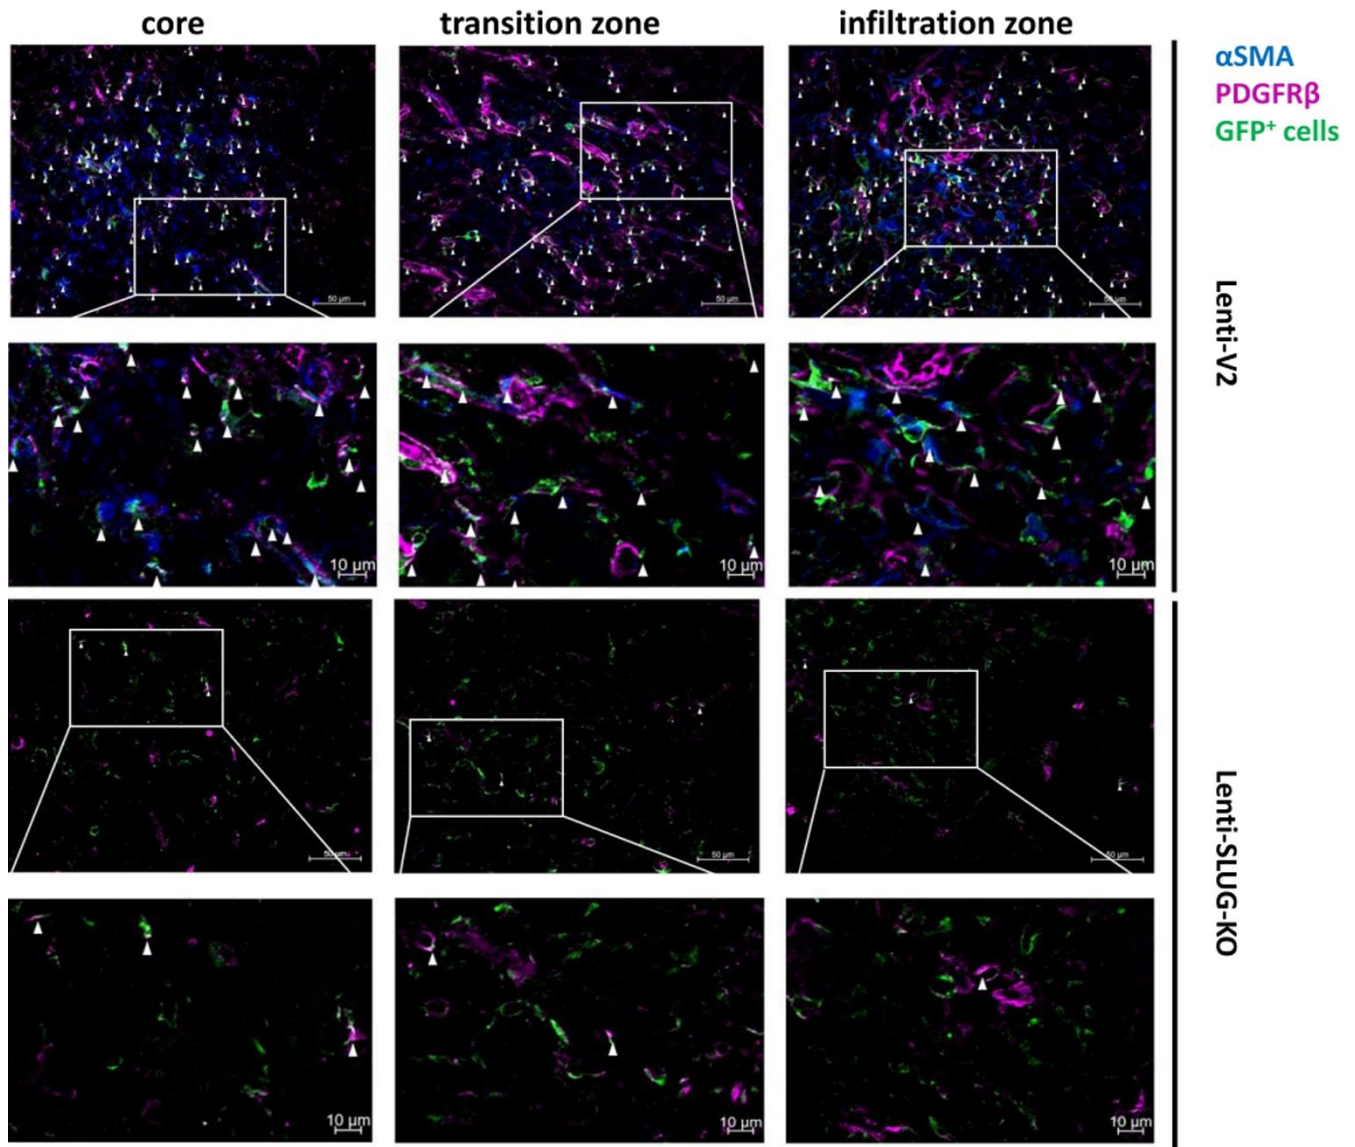 core
transition zone
infiltration zone
αSMA
PDGFRβ
GFP⁺ cells
50 µm
50 µm
50 µm
Lenti-V2
10 µm
10 µm
10 µm
50 µm
50 µm
50 µm
Lenti-SLUG-KO
10 µm
10 µm
10 µm